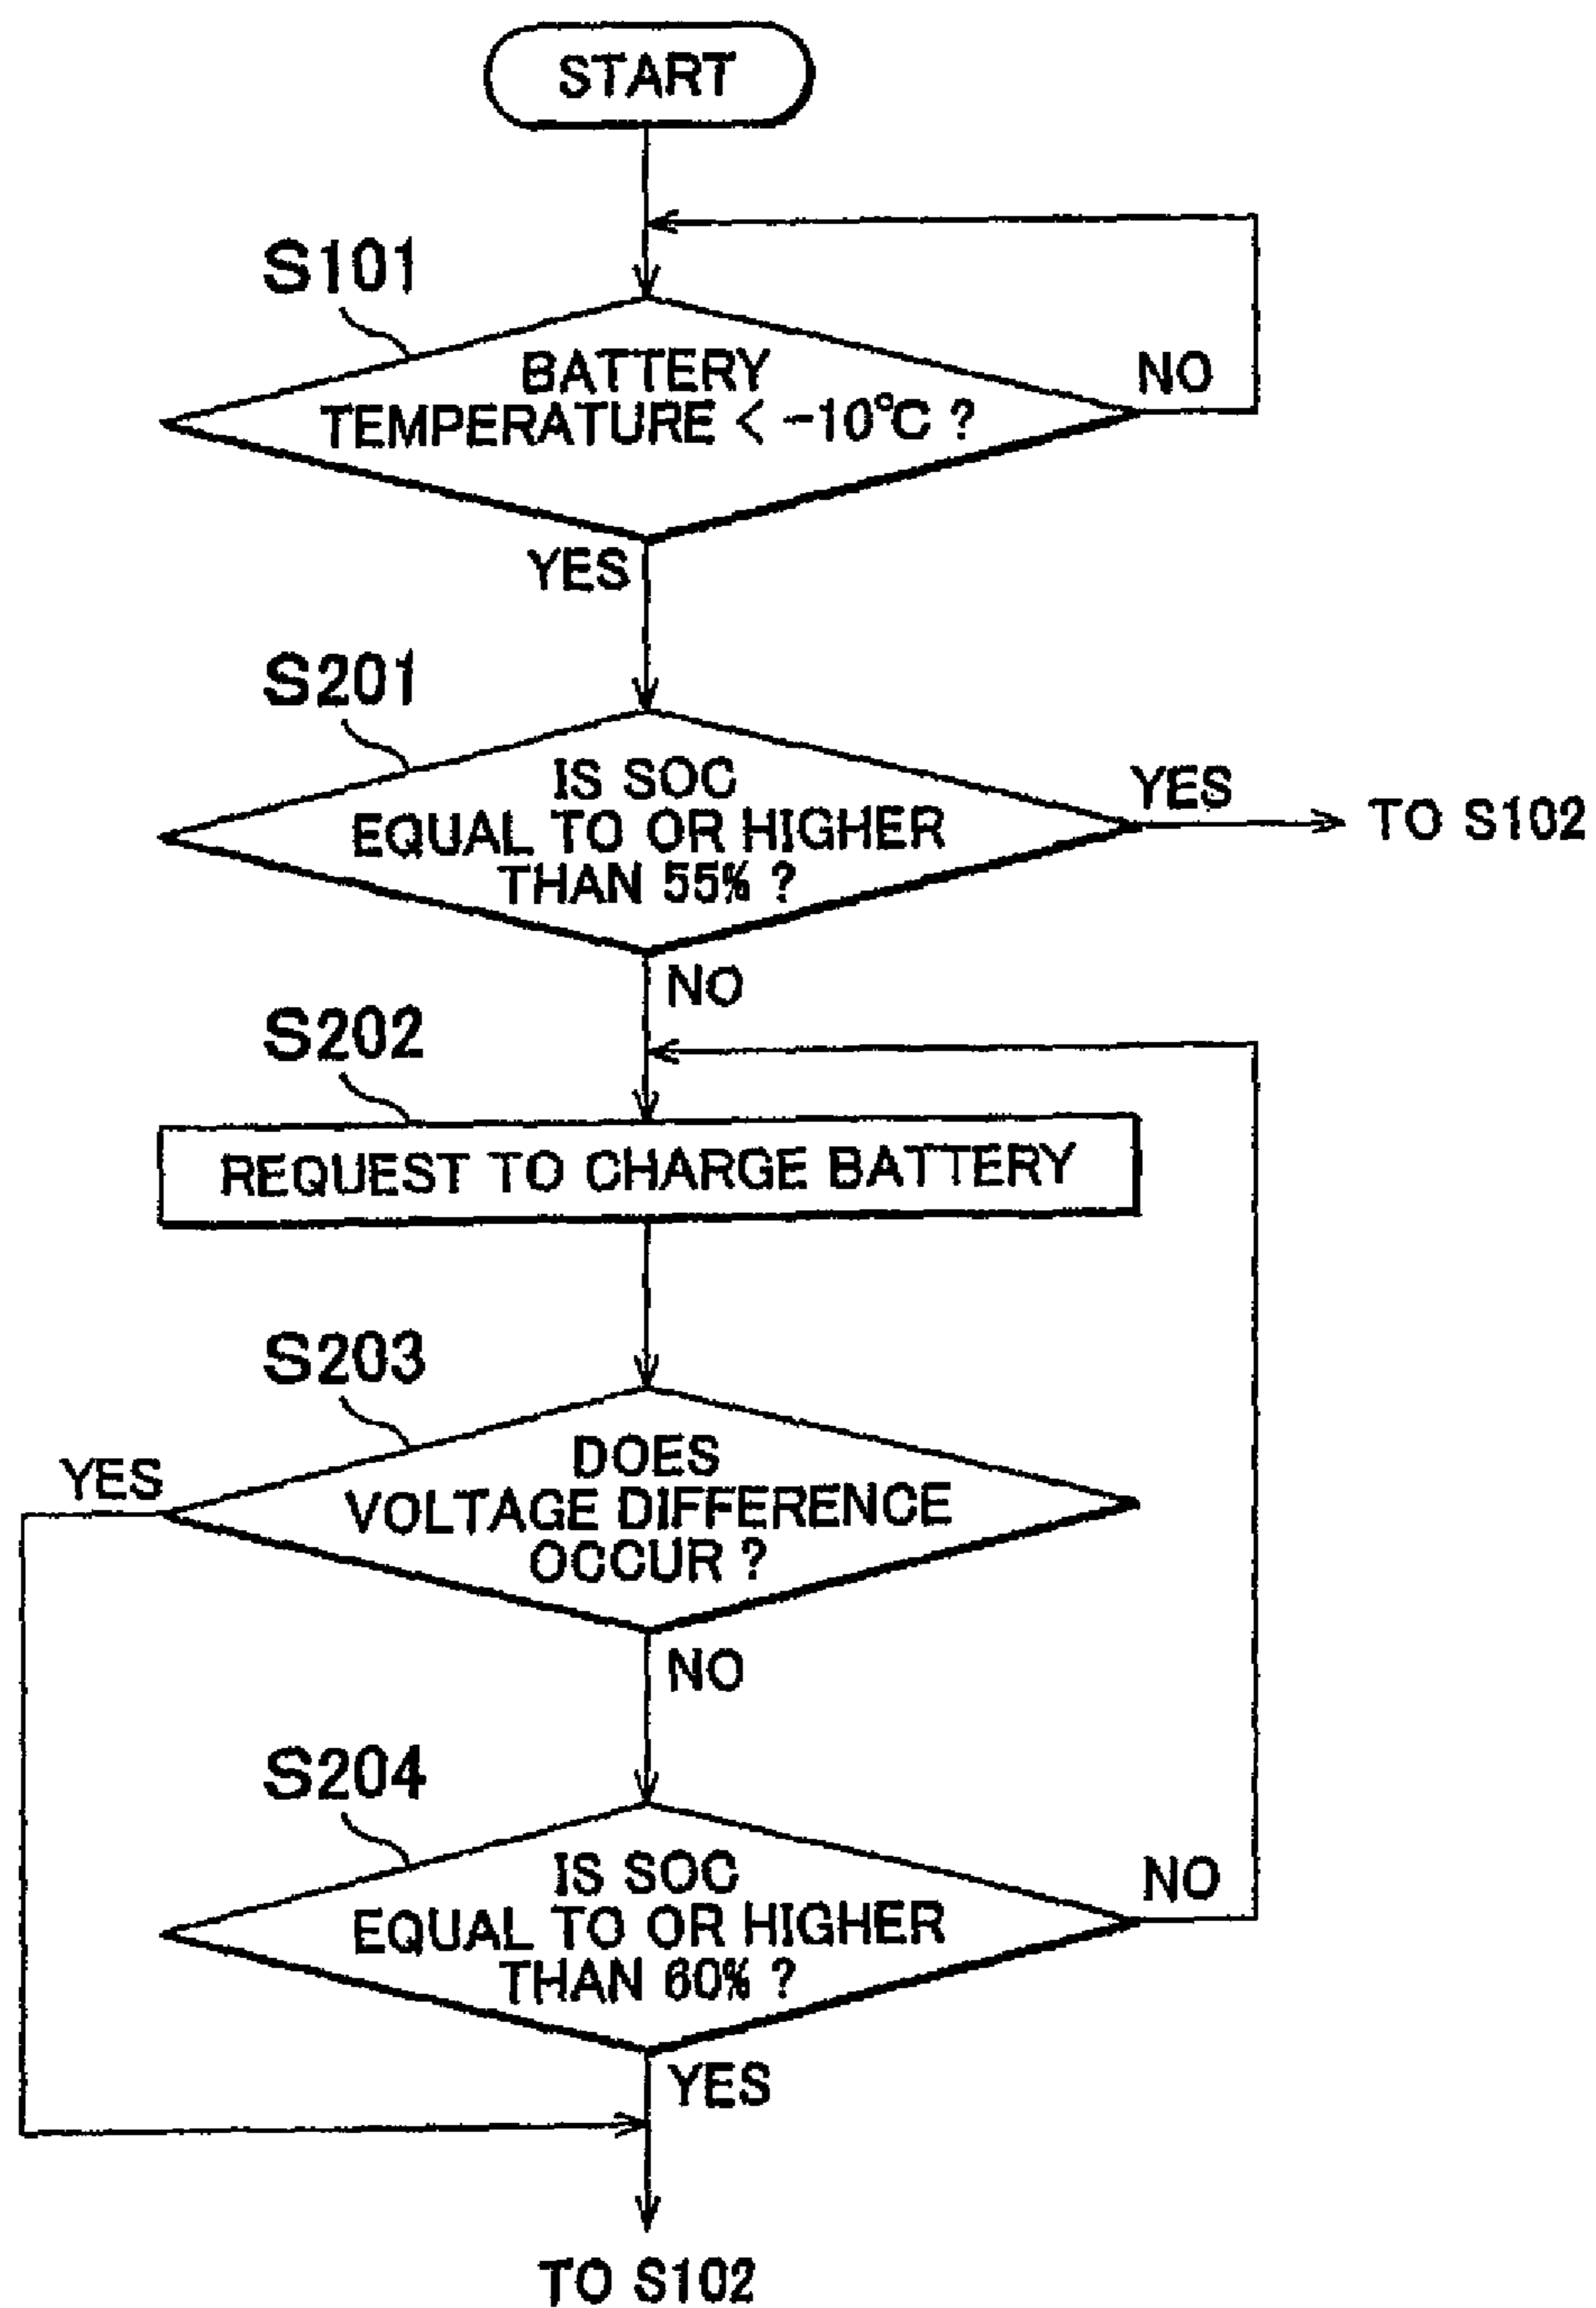 START
S101
BATTERY
TEMPERATURE < -10℃ ?
NO
YES
S201
IS SOC
EQUAL TO OR HIGHER
THAN 55% ?
YES
TO S102
NO
S202
REQUEST TO CHARGE BATTERY
S203
YES
DOES
VOLTAGE DIFFERENCE
OCCUR ?
NO
S204
IS SOC
EQUAL TO OR HIGHER
THAN 60% ?
NO
YES
TO S102